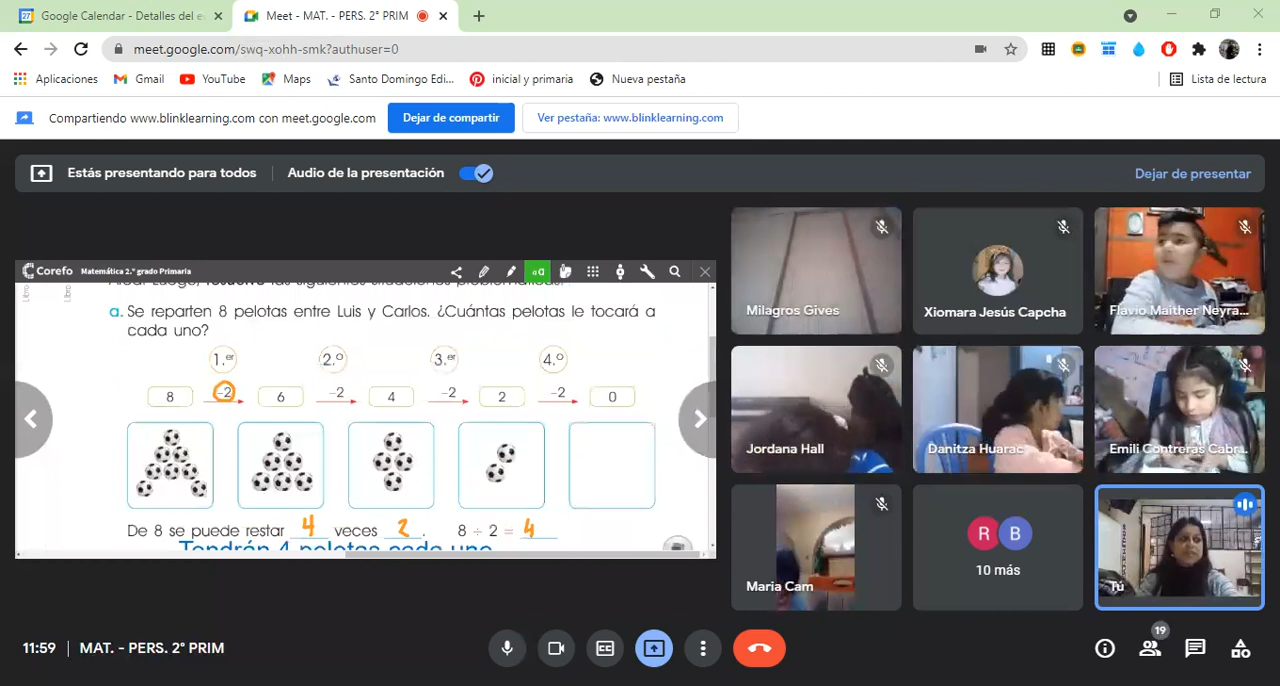 Google Calendar - Detalles del e
Meet - MAT. - PERS. 2° PRIM
meet.google.com/swq-xohh-smk?authuser=0
Aplicaciones
Gmail
YouTube
Maps
Santo Domingo Edi...
inicial y primaria
Nueva pestaña
Lista de lectura
Compartiendo www.blinklearning.com con meet.google.com
Dejar de compartir
Ver pestaña: www.blinklearning.com
Estás presentando para todos
Audio de la presentación
Dejar de presentar
Corefo Matemática 2.° grado Primaria
a. Se reparten 8 pelotas entre Luis y Carlos. ¿Cuántas pelotas le tocará a
cada uno?
1.er 2.o 3.er 4.o
8 -2 6 -2 4 -2 2 -2 0
De 8 se puede restar 4 veces 2. 8 ÷ 2 = 4
Tendrán 4 pelotas cada uno
Milagros Gives
Xiomara Jesús Capcha
Flavio Maither Neyra...
Jordana Hall
Danitza Huarac
Emili Contreras Cabra...
Maria Cam
R B
10 más
Tú
11:59 | MAT. - PERS. 2° PRIM
19